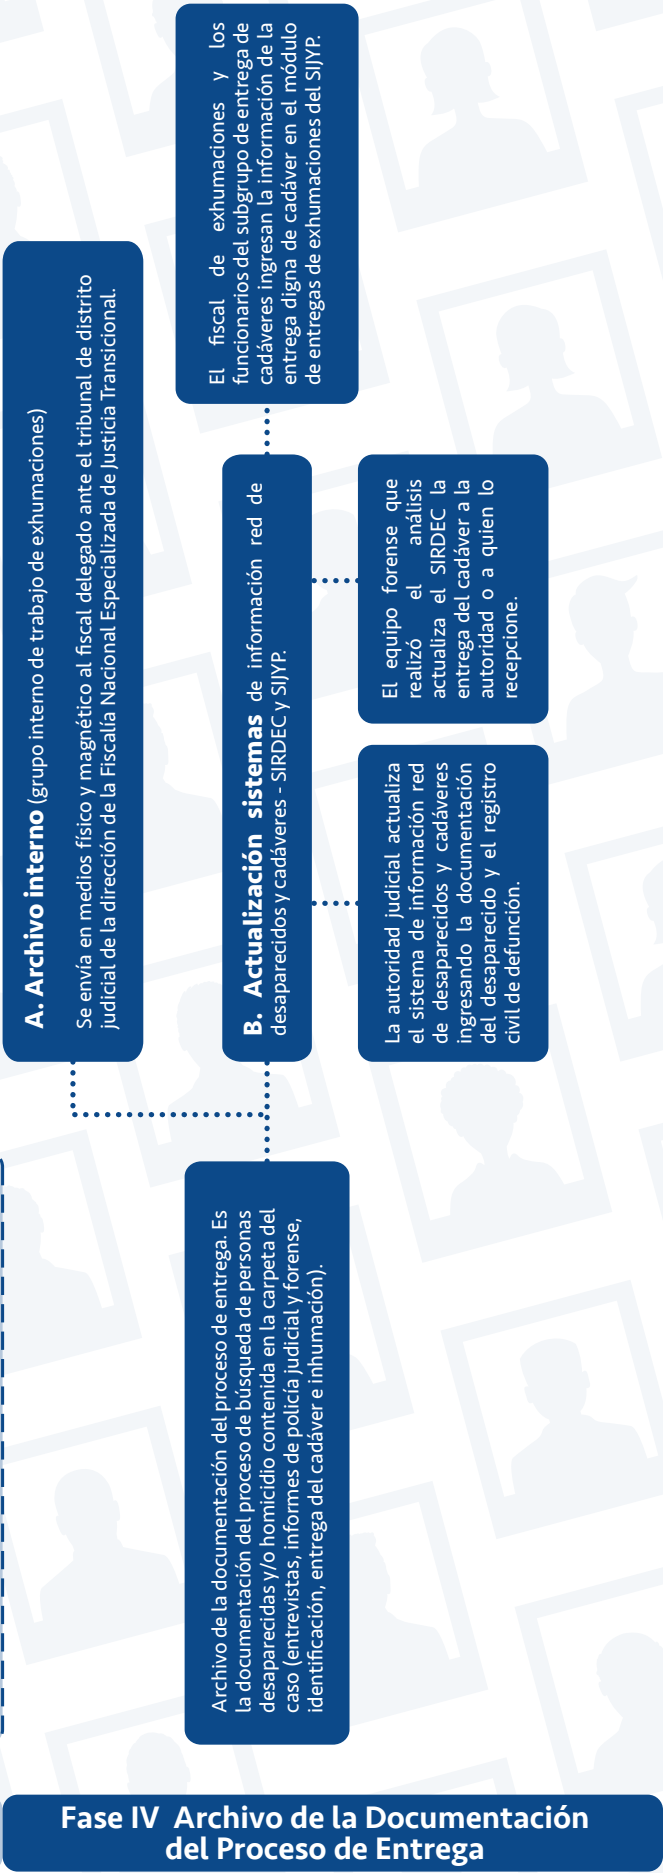 Fase IV Archivo de la Documentación
del Proceso de Entrega
Archivo de la documentación del proceso de entrega. Es
la documentación del proceso de búsqueda de personas
desaparecidas y/o homicidio contenida en la carpeta del
caso (entrevistas, informes de policía judicial y forense,
identificación, entrega del cadáver e inhumación).
A. Archivo interno (grupo interno de trabajo de exhumaciones)
Se envía en medios físico y magnético al fiscal delegado ante el tribunal de distrito
judicial de la dirección de la Fiscalía Nacional Especializada de Justicia Transicional.
B. Actualización sistemas de información red de
desaparecidos y cadáveres - SIRDEC y SIJYP.
La autoridad judicial actualiza
el sistema de información red
de desaparecidos y cadáveres
ingresando la documentación
del desaparecido y el registro
civil de defunción.
El equipo forense que
realizó el análisis
actualiza el SIRDEC la
entrega del cadáver a la
autoridad o a quien lo
recepcione.
El fiscal de exhumaciones y los
funcionarios del subgrupo de entrega de
cadáveres ingresan la información de la
entrega digna de cadáver en el módulo
de entregas de exhumaciones del SIJYP.